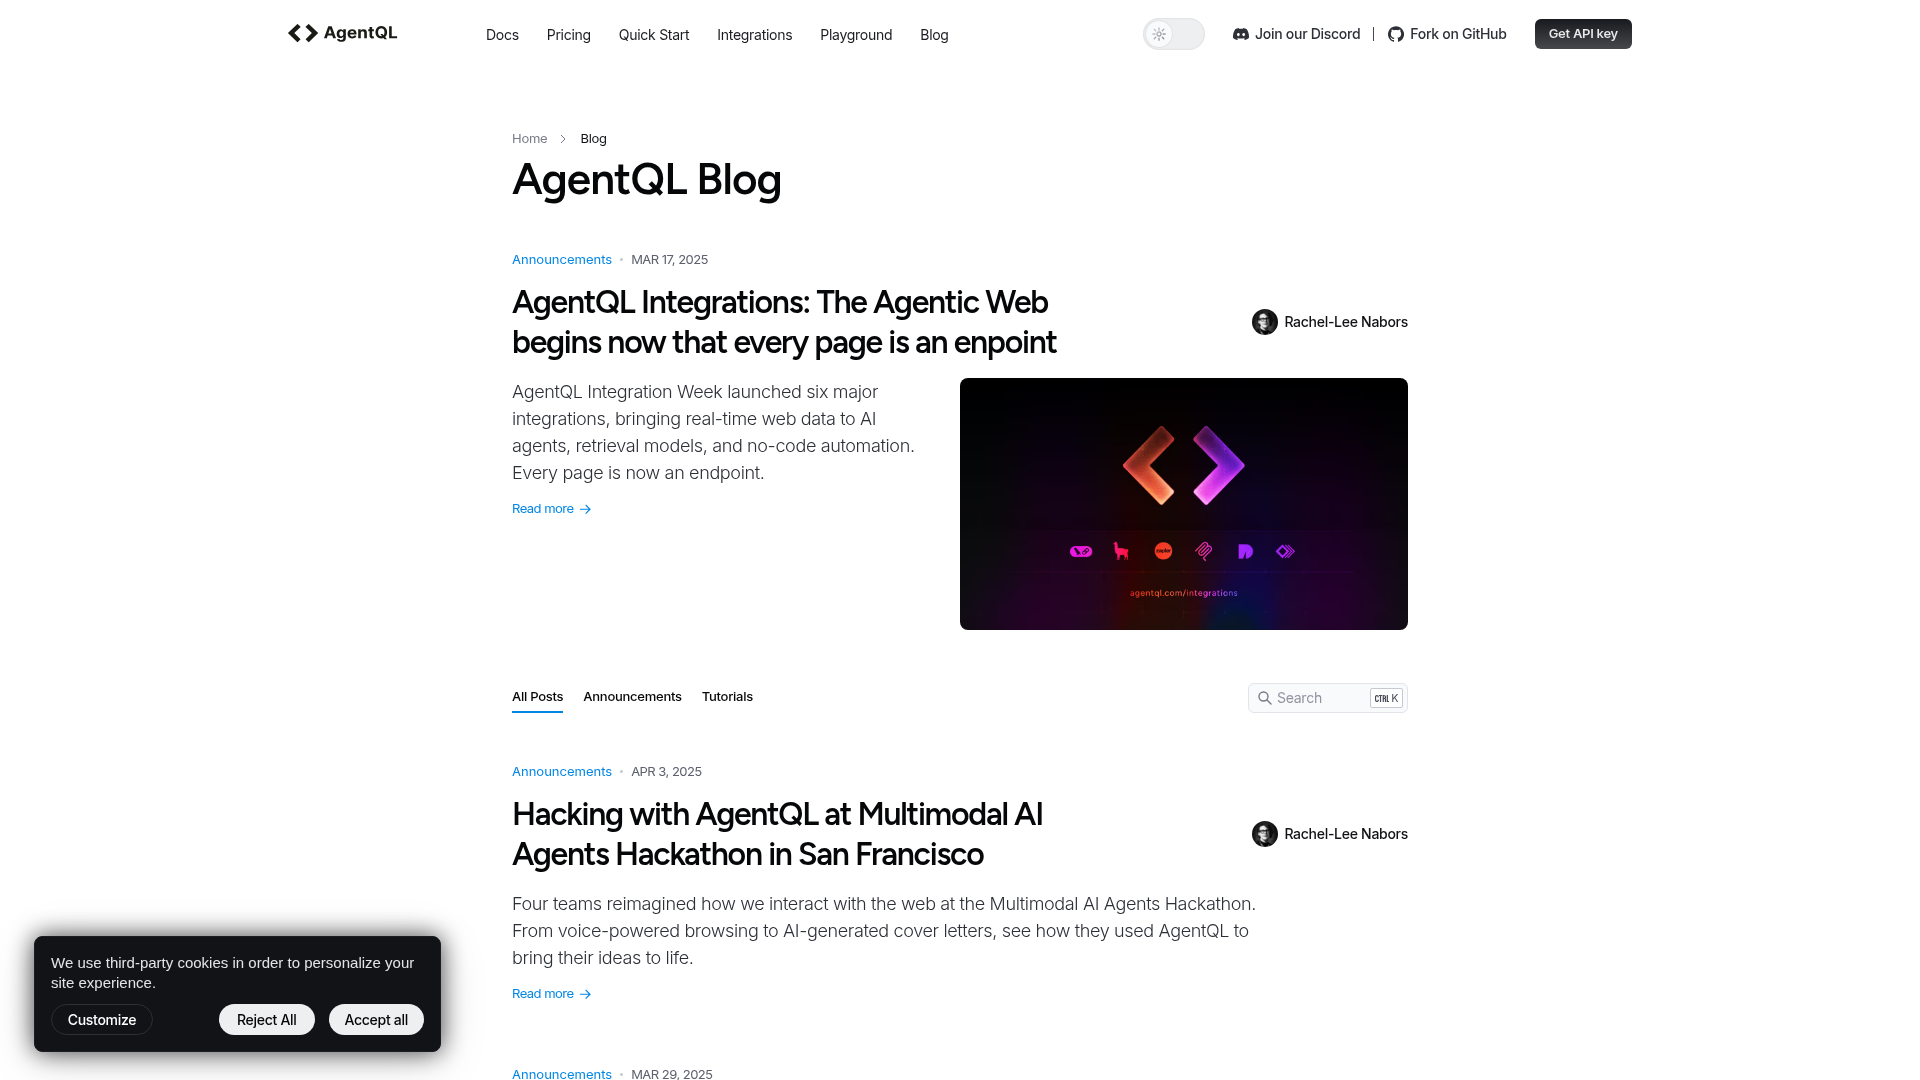 AgentQL
Docs
Pricing
Quick Start
Integrations
Playground
Blog
Join our Discord
Fork on GitHub
Get API key
Home
Blog
AgentQL Blog
Announcements • MAR 17, 2025
AgentQL Integrations: The Agentic Web
begins now that every page is an enpoint
Rachel-Lee Nabors
AgentQL Integration Week launched six major
integrations, bringing real-time web data to AI
agents, retrieval models, and no-code automation.
Every page is now an endpoint.
Read more
zapier
agentql.com/integrations
All Posts
Announcements
Tutorials
Search
CTRL K
Announcements • APR 3, 2025
Hacking with AgentQL at Multimodal AI
Agents Hackathon in San Francisco
Rachel-Lee Nabors
Four teams reimagined how we interact with the web at the Multimodal AI Agents Hackathon.
From voice-powered browsing to AI-generated cover letters, see how they used AgentQL to
bring their ideas to life.
Read more
Announcements • MAR 29, 2025
We use third-party cookies in order to personalize your
site experience.
Customize
Reject All
Accept all